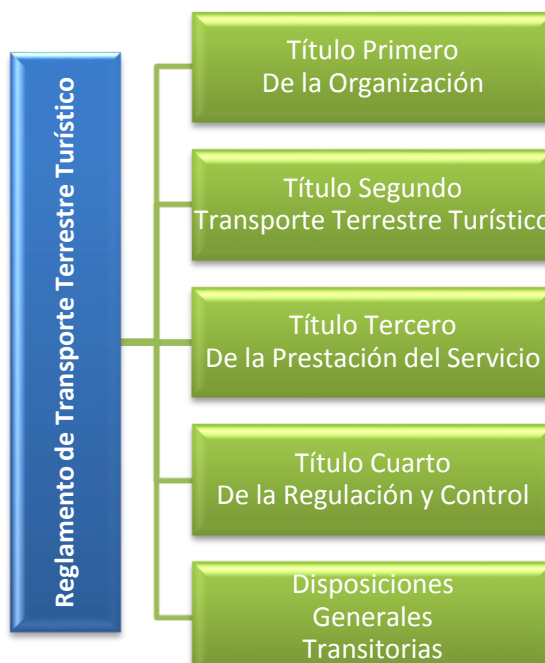 Reglamento de Transporte Terrestre Turístico
Título Primero
De la Organización
Título Segundo
Transporte Terrestre Turístico
Título Tercero
De la Prestación del Servicio
Título Cuarto
De la Regulación y Control
Disposiciones
Generales
Transitorias